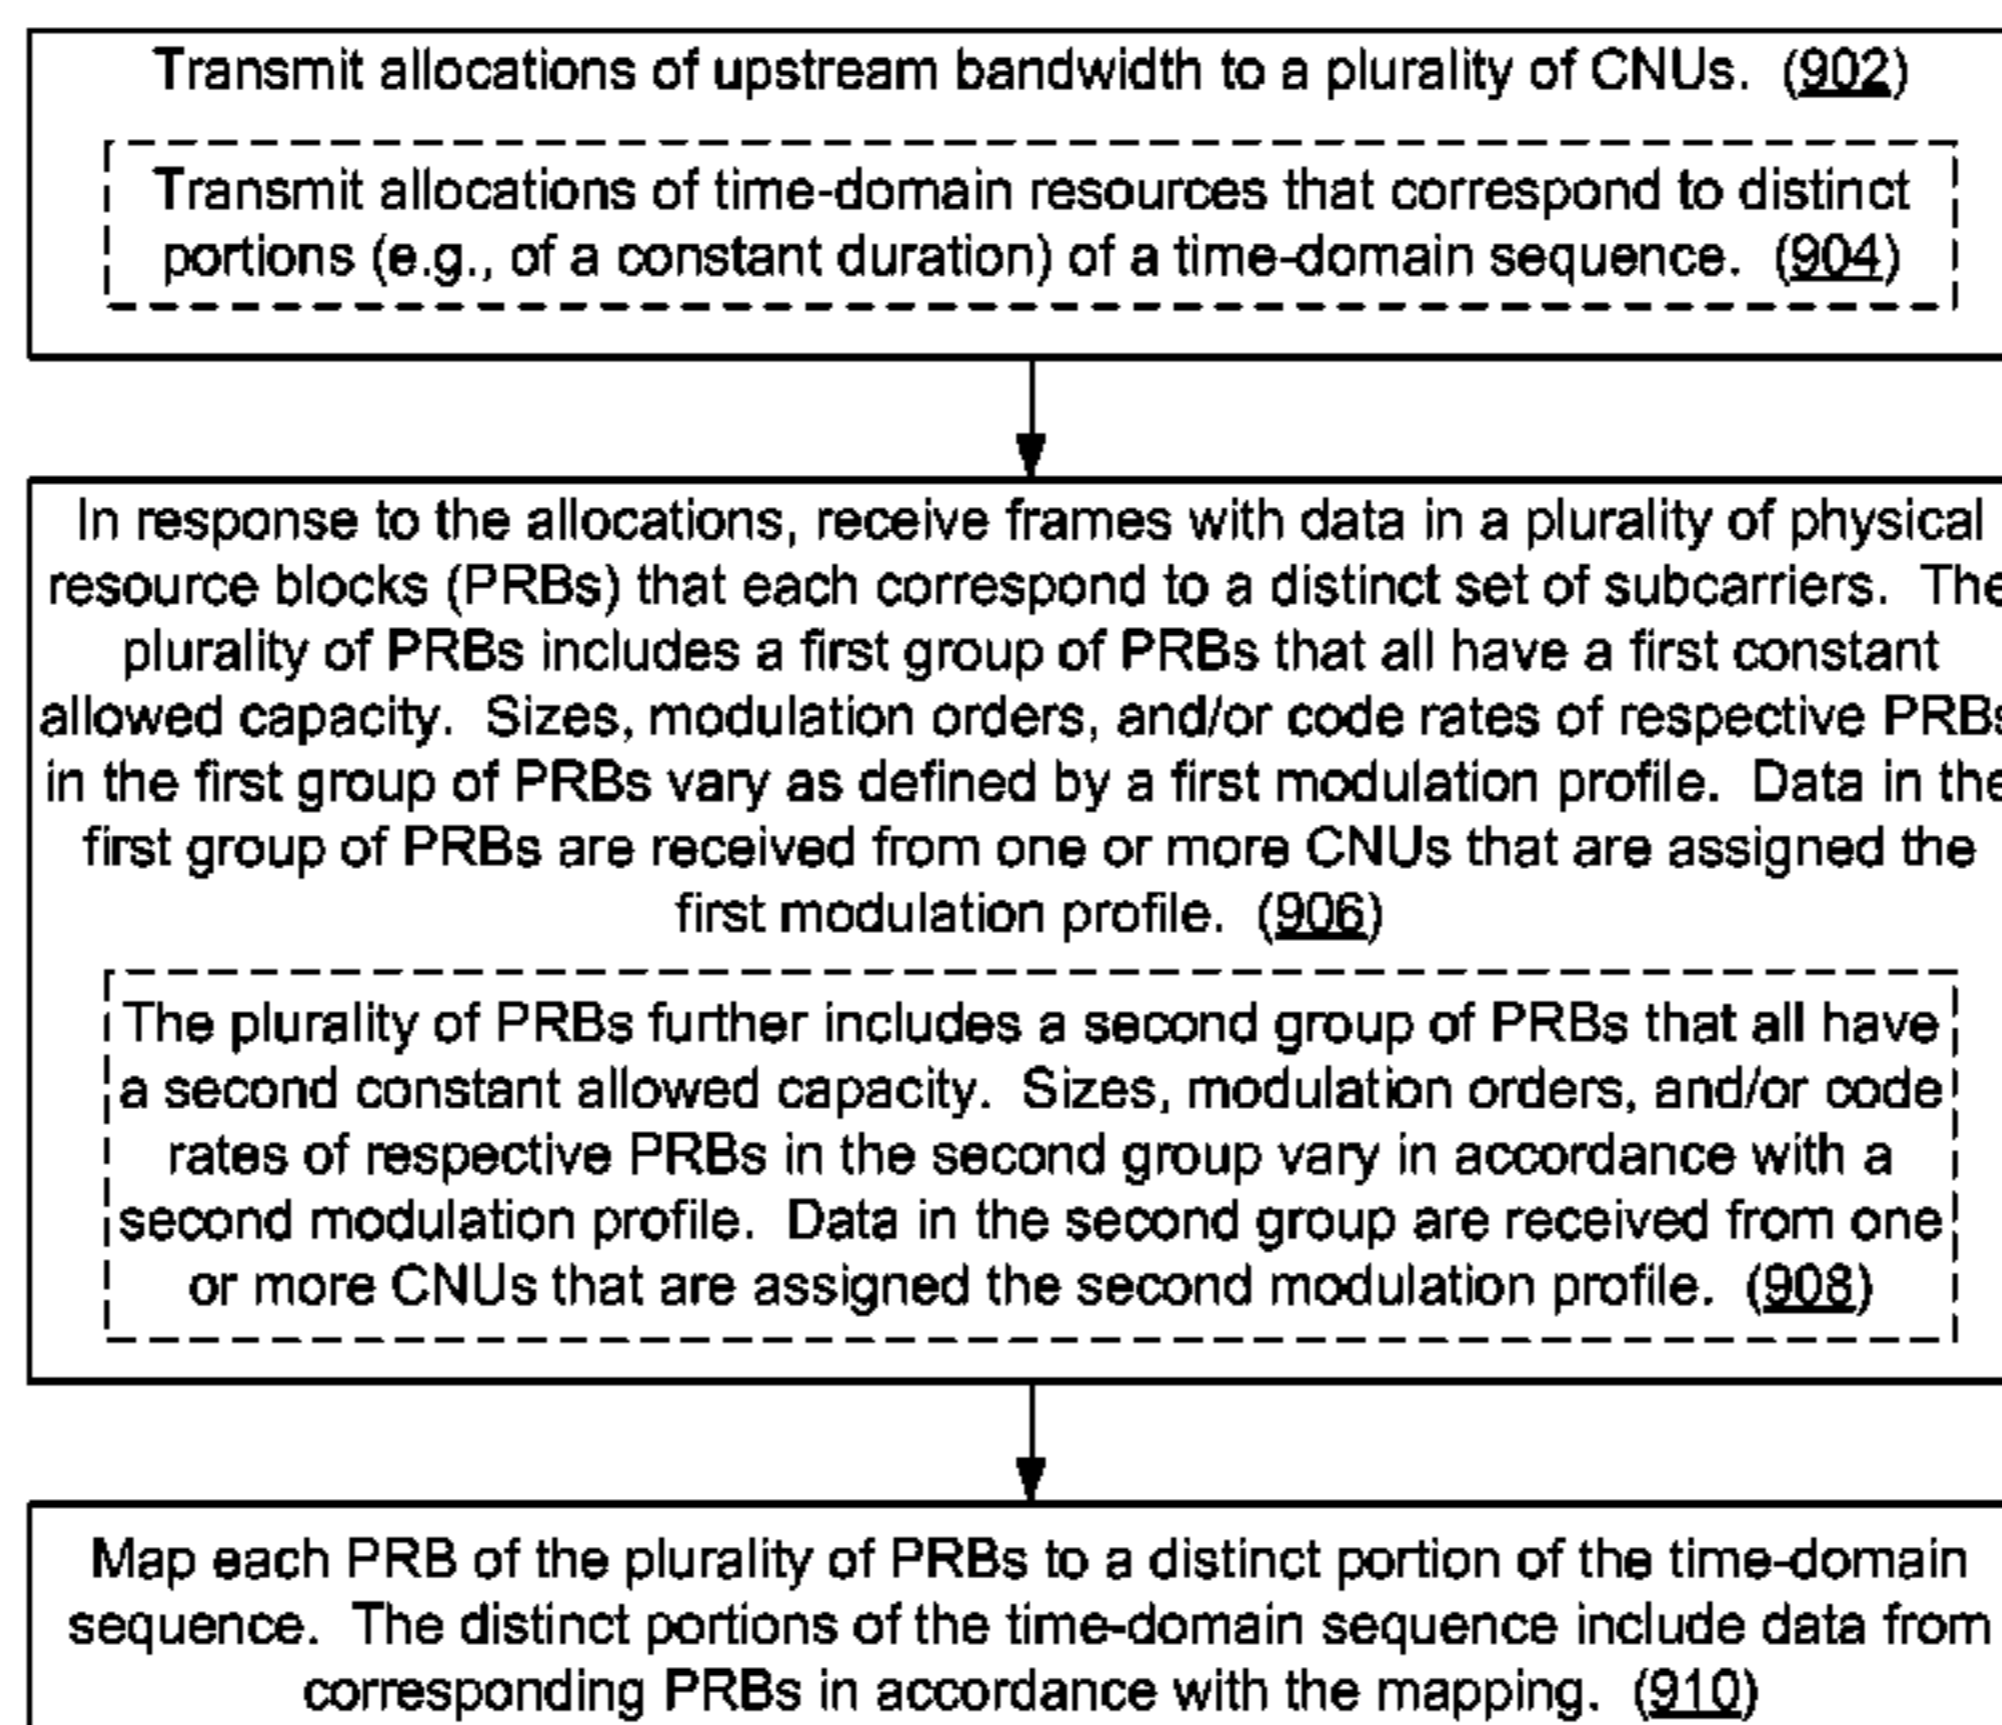 Transmit allocations of upstream bandwidth to a plurality of CNUs. (902)
Transmit allocations of time-domain resources that correspond to distinct
portions (e.g., of a constant duration) of a time-domain sequence. (904)
In response to the allocations, receive frames with data in a plurality of physical
resource blocks (PRBs) that each correspond to a distinct set of subcarriers. The
plurality of PRBs includes a first group of PRBs that all have a first constant
allowed capacity. Sizes, modulation orders, and/or code rates of respective PRBs
in the first group of PRBs vary as defined by a first modulation profile. Data in the
first group of PRBs are received from one or more CNUs that are assigned the
first modulation profile. (906)
The plurality of PRBs further includes a second group of PRBs that all have
a second constant allowed capacity. Sizes, modulation orders, and/or code
rates of respective PRBs in the second group vary in accordance with a
second modulation profile. Data in the second group are received from one
or more CNUs that are assigned the second modulation profile. (908)
Map each PRB of the plurality of PRBs to a distinct portion of the time-domain
sequence. The distinct portions of the time-domain sequence include data from
corresponding PRBs in accordance with the mapping. (910)